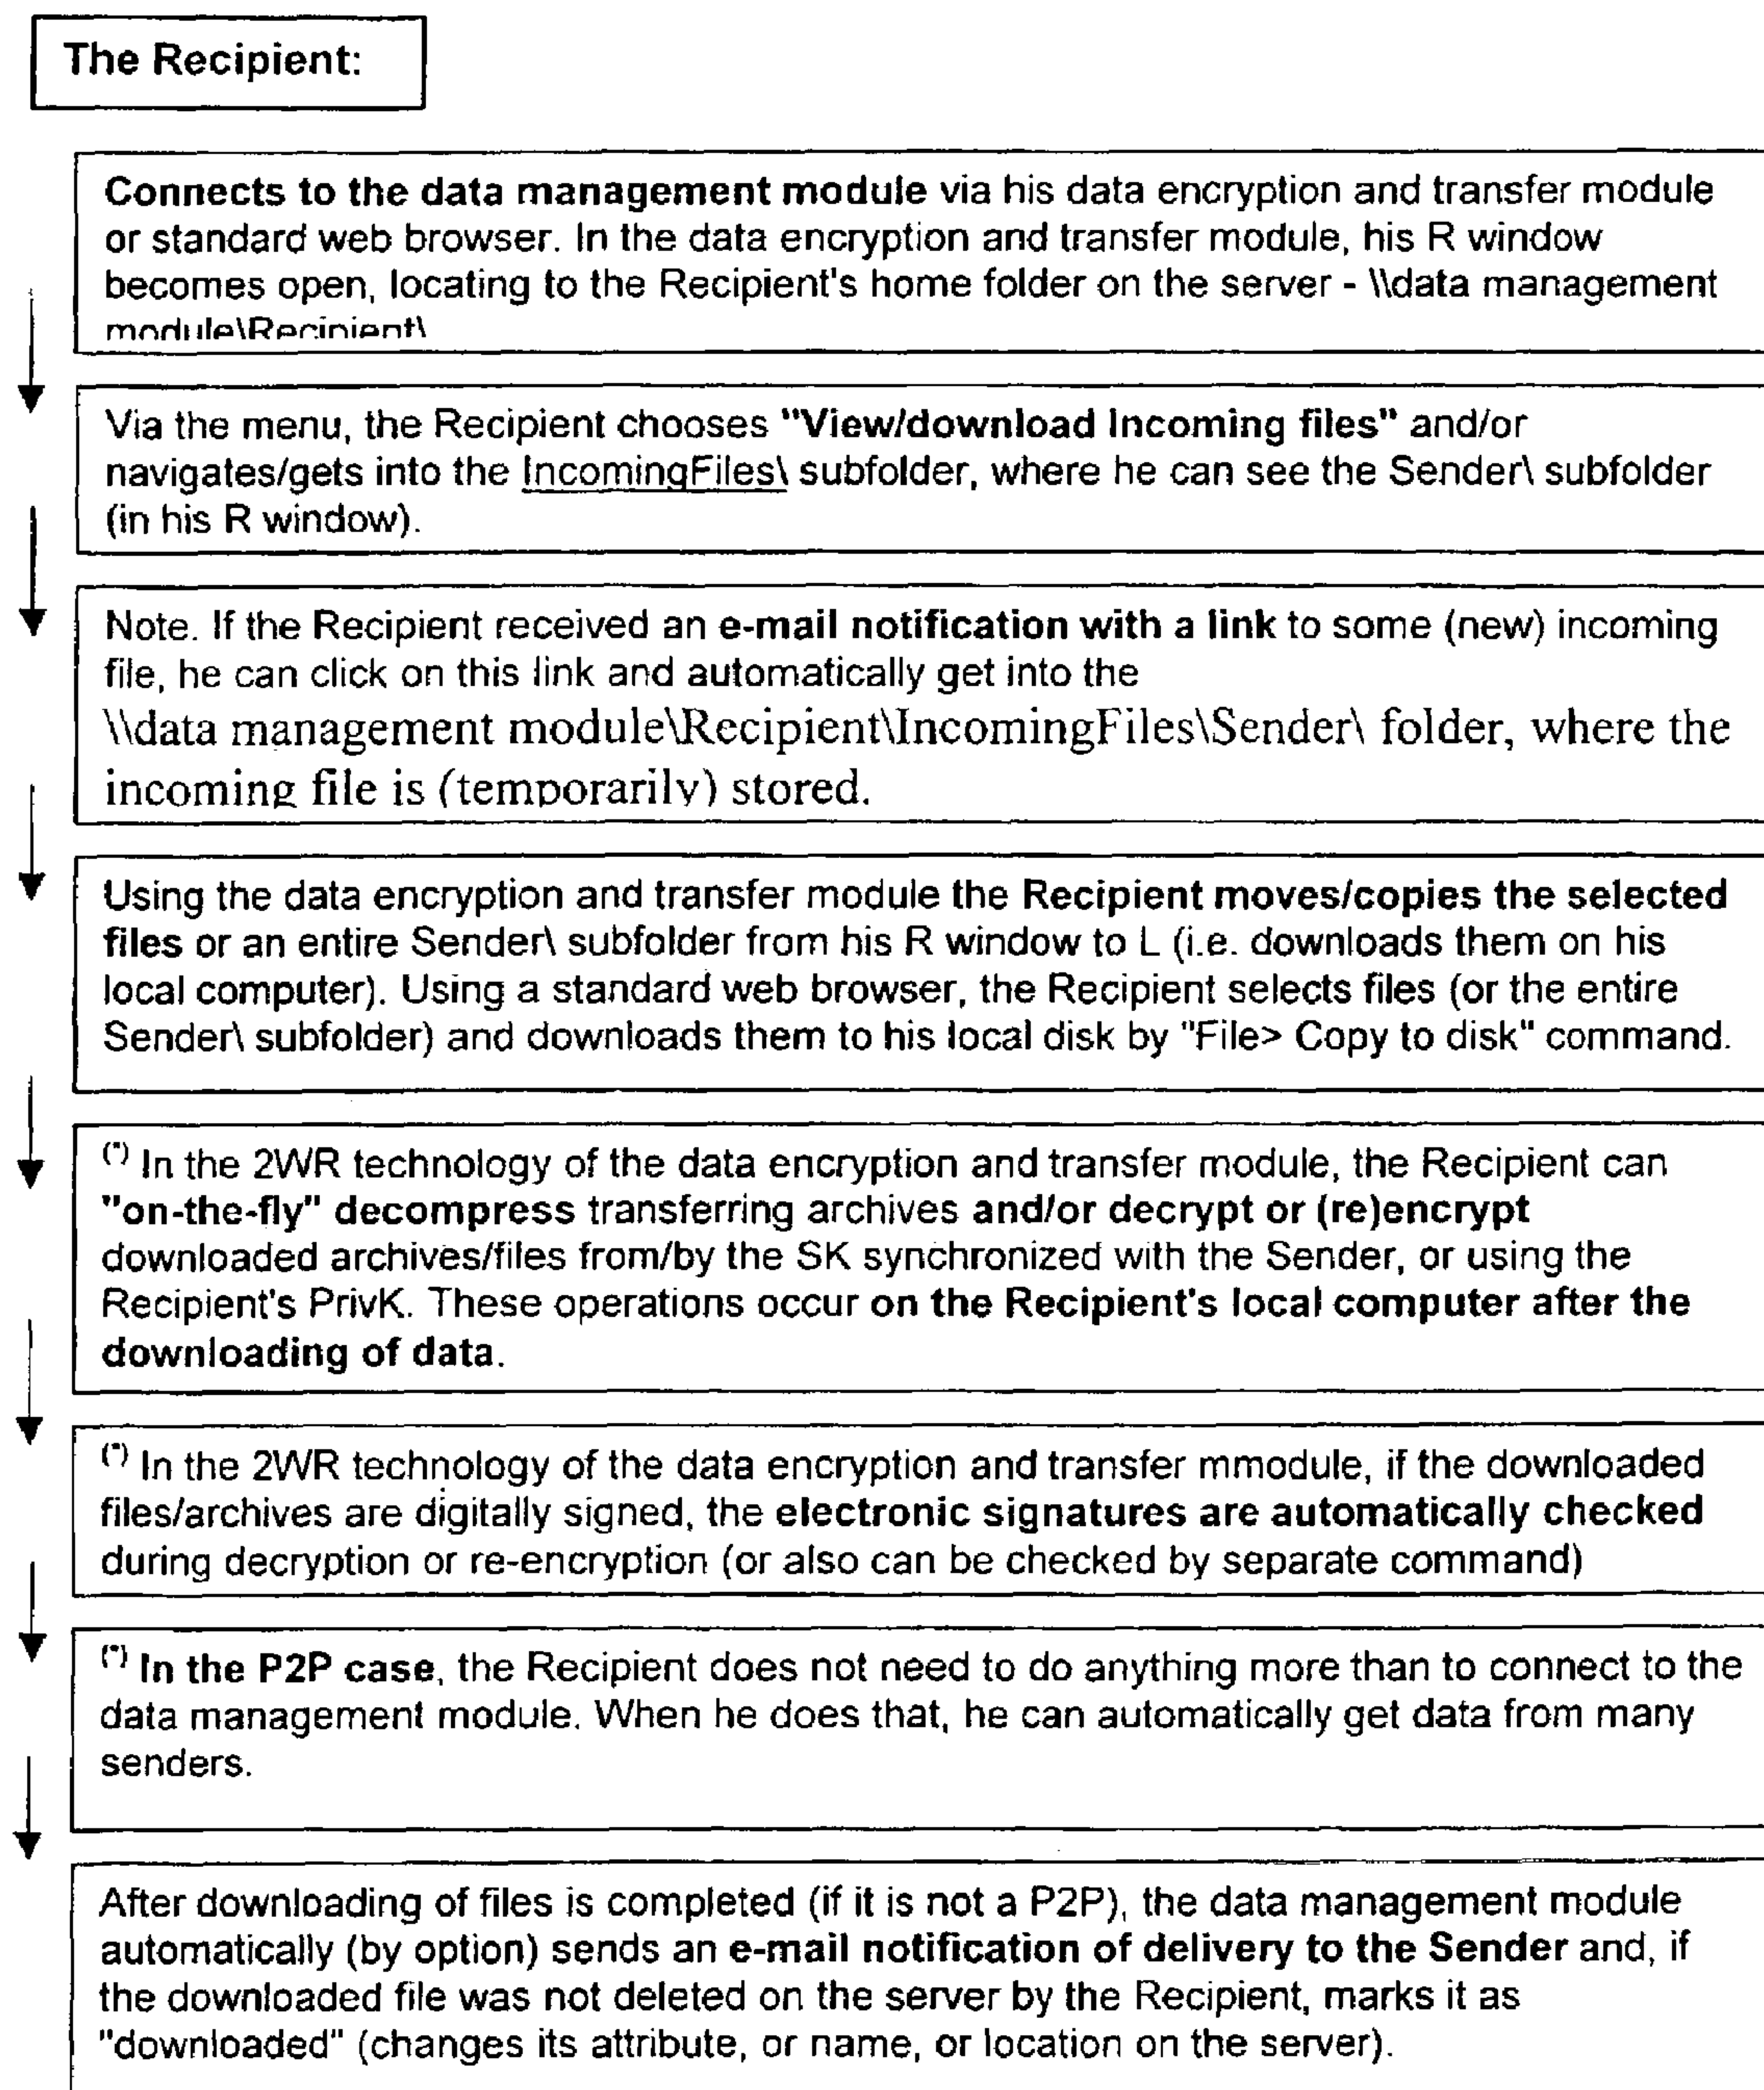 The Recipient:
Connects to the data management module via his data encryption and transfer module
or standard web browser. In the data encryption and transfer module, his R window
becomes open, locating to the Recipient's home folder on the server - \\data management
module\Recipient\
Via the menu, the Recipient chooses "View/download Incoming files" and/or
navigates/gets into the IncomingFiles\ subfolder, where he can see the Sender\ subfolder
(in his R window).
Note. If the Recipient received an e-mail notification with a link to some (new) incoming
file, he can click on this link and automatically get into the
\\data management module\Recipient\IncomingFiles\Sender\ folder, where the
incoming file is (temporarily) stored.
Using the data encryption and transfer module the Recipient moves/copies the selected
files or an entire Sender\ subfolder from his R window to L (i.e. downloads them on his
local computer). Using a standard web browser, the Recipient selects files (or the entire
Sender\ subfolder) and downloads them to his local disk by "File> Copy to disk" command.
(*) In the 2WR technology of the data encryption and transfer module, the Recipient can
"on-the-fly" decompress transferring archives and/or decrypt or (re)encrypt
downloaded archives/files from/by the SK synchronized with the Sender, or using the
Recipient's PrivK. These operations occur on the Recipient's local computer after the
downloading of data.
(*) In the 2WR technology of the data encryption and transfer mmodule, if the downloaded
files/archives are digitally signed, the electronic signatures are automatically checked
during decryption or re-encryption (or also can be checked by separate command)
(*) In the P2P case, the Recipient does not need to do anything more than to connect to the
data management module. When he does that, he can automatically get data from many
senders.
After downloading of files is completed (if it is not a P2P), the data management module
automatically (by option) sends an e-mail notification of delivery to the Sender and, if
the downloaded file was not deleted on the server by the Recipient, marks it as
"downloaded" (changes its attribute, or name, or location on the server).